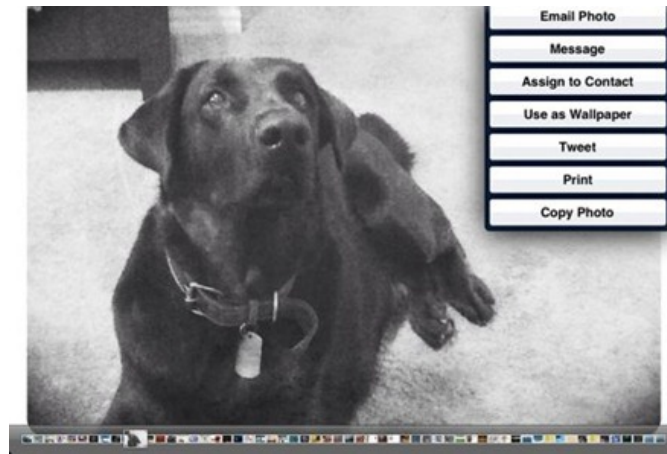 Email Photo
Message
Assign to Contact
Use as Wallpaper
Tweet
Print
Copy Photo